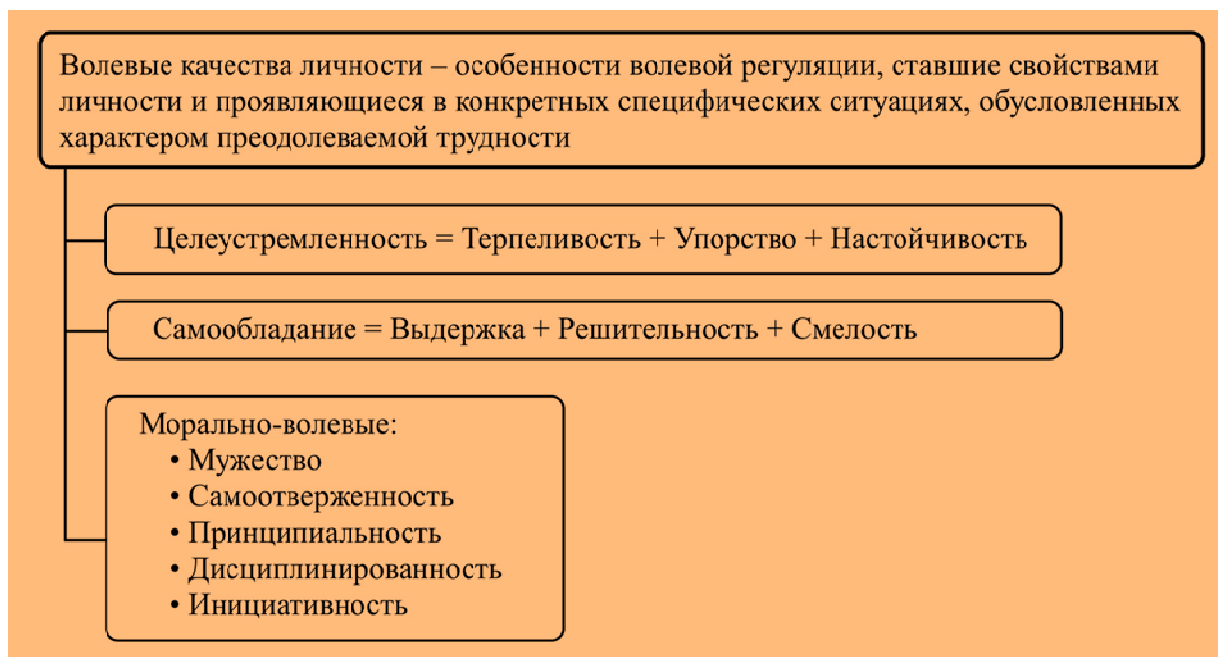 Волевые качества личности – особенности волевой регуляции, ставшие свойствами
личности и проявляющиеся в конкретных специфических ситуациях, обусловленных
характером преодолеваемой трудности
Целеустремленность = Терпеливость + Упорство + Настойчивость
Самообладание = Выдержка + Решительность + Смелость
Морально-волевые:
• Мужество
• Самоотверженность
• Принципиальность
• Дисциплинированность
• Инициативность